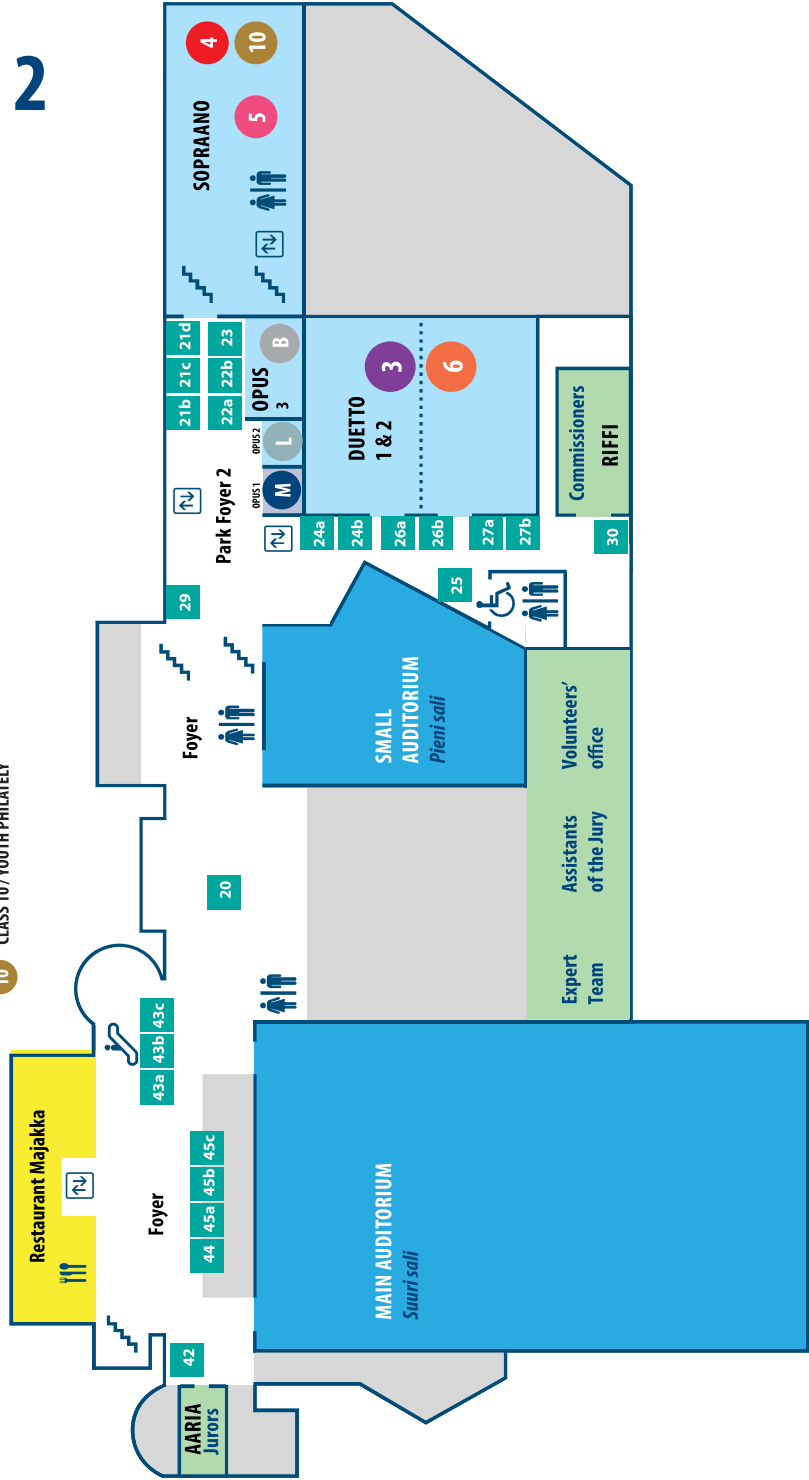 2
10 CLASS 10 / YOUTH PHILATELY
Restaurant Majakka
AARIA
Jurors
42
Foyer
44
45a
45b
45c
43a
43b
43c
MAIN AUDITORIUM
Suuri sali
20
Expert
Team
Assistants
of the Jury
Volunteers'
office
Foyer
SMALL
AUDITORIUM
Pieni sali
29
Park Foyer 2
25
21b
21c
21d
22a
22b
23
OPUS 1
M
OPUS 2
L
OPUS
3
B
24a
24b
26a
26b
27a
27b
30
DUETTO
1 & 2
3
6
Commissioners
RIFFI
SOPRAANO
4
10
5